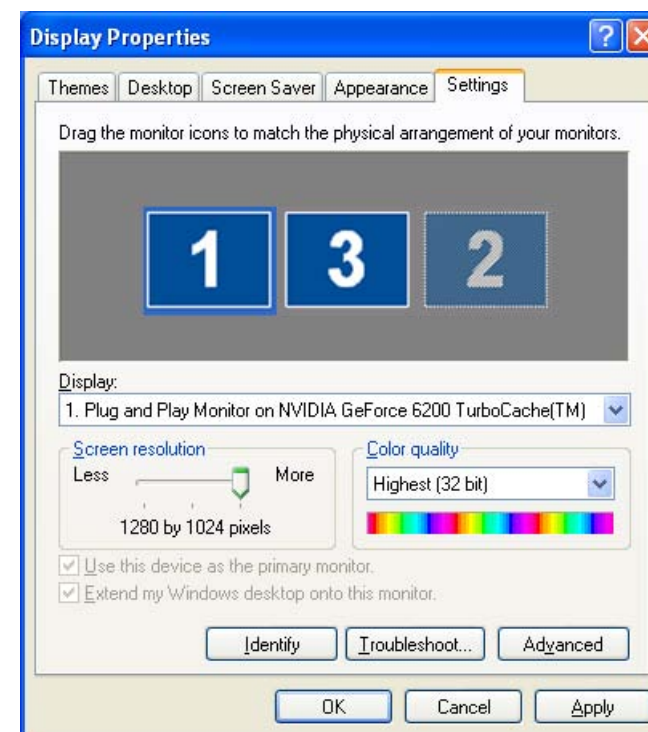 Display Properties
?
Themes Desktop Screen Saver Appearance Settings
Drag the monitor icons to match the physical arrangement of your monitors.
1 3 2
Display:
1. Plug and Play Monitor on NVIDIA GeForce 6200 TurboCache(TM)
Screen resolution
Less More
1280 by 1024 pixels
Color quality
Highest (32 bit)
Use this device as the primary monitor.
Extend my Windows desktop onto this monitor.
Identify Troubleshoot... Advanced
OK Cancel Apply